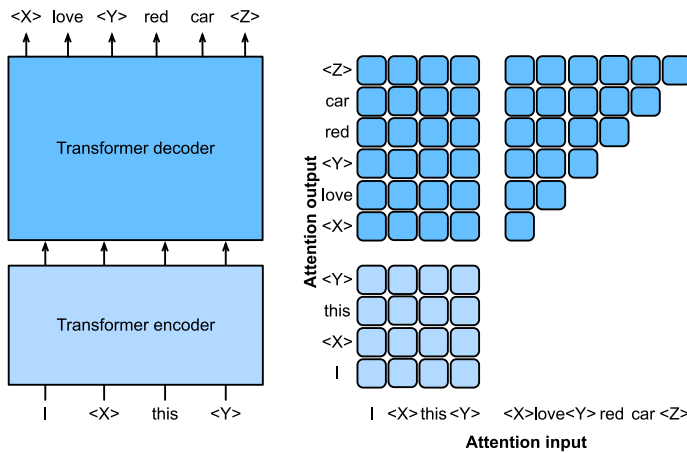 <X> love <Y> red car <Z>
Transformer decoder
Transformer encoder
I <X> this <Y>
Attention output
<Z>
car
red
<Y>
love
<X>
<Y>
this
<X>
I
I <X> this <Y> <X> love <Y> red car <Z>
Attention input